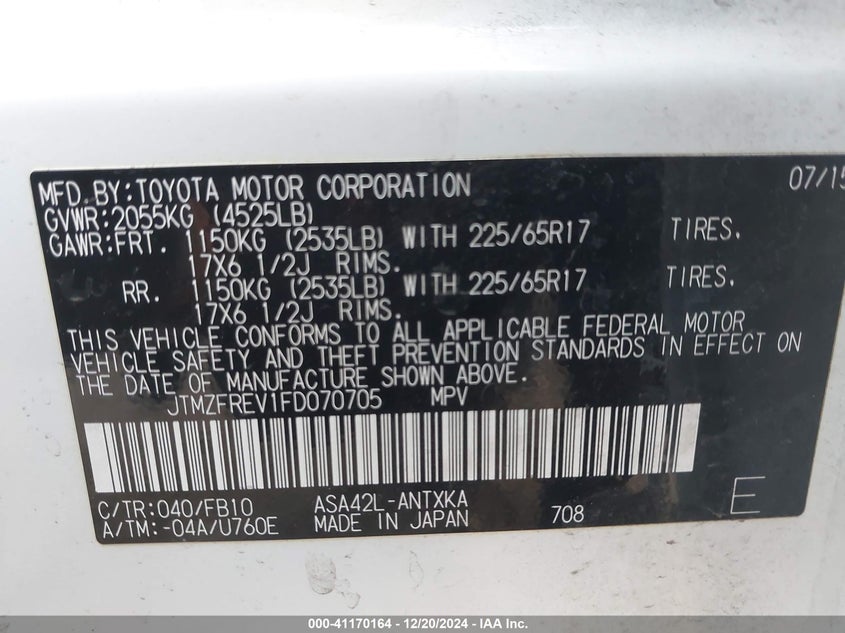 MFD. BY: TOYOTA MOTOR CORPORATION 07/15
GVWR: 2055KG (4525LB)
GAWR: FRT. 1150KG (2535LB) WITH 225/65R17 TIRES.
17X6 1/2J RIMS.
RR. 1150KG (2535LB) WITH 225/65R17 TIRES.
17X6 1/2J RIMS.
THIS VEHICLE CONFORMS TO ALL APPLICABLE FEDERAL MOTOR
VEHICLE SAFETY AND THEFT PREVENTION STANDARDS IN EFFECT ON
THE DATE OF MANUFACTURE SHOWN ABOVE.
JTMZFREV1FD070705 MPV
C/TR: 040/FB10 ASA42L-ANTXKA E
A/TM: -04A/U760E MADE IN JAPAN 708
000-41170164 - 12/20/2024 - IAA Inc.